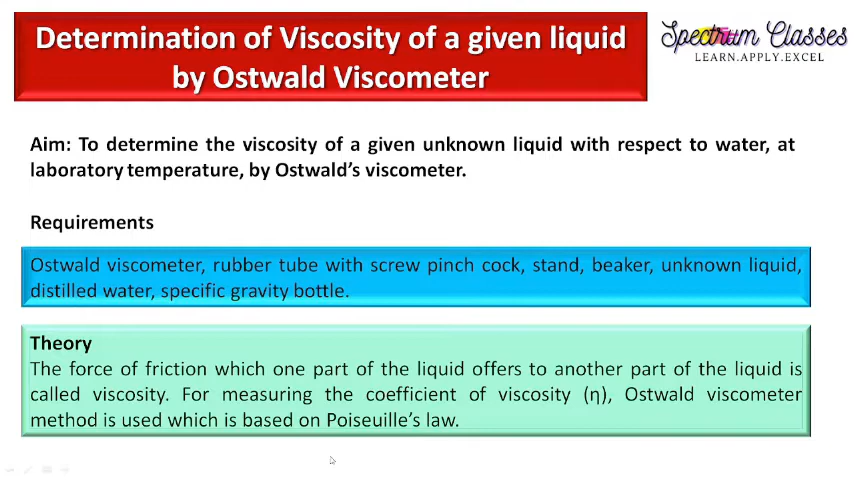 Determination of Viscosity of a given liquid
by Ostwald Viscometer
Spectrum Classes
LEARN.APPLY.EXCEL
Aim: To determine the viscosity of a given unknown liquid with respect to water, at
laboratory temperature, by Ostwald's viscometer.
Requirements
Ostwald viscometer, rubber tube with screw pinch cock, stand, beaker, unknown liquid,
distilled water, specific gravity bottle.
Theory
The force of friction which one part of the liquid offers to another part of the liquid is
called viscosity. For measuring the coefficient of viscosity (η), Ostwald viscometer
method is used which is based on Poiseuille's law.